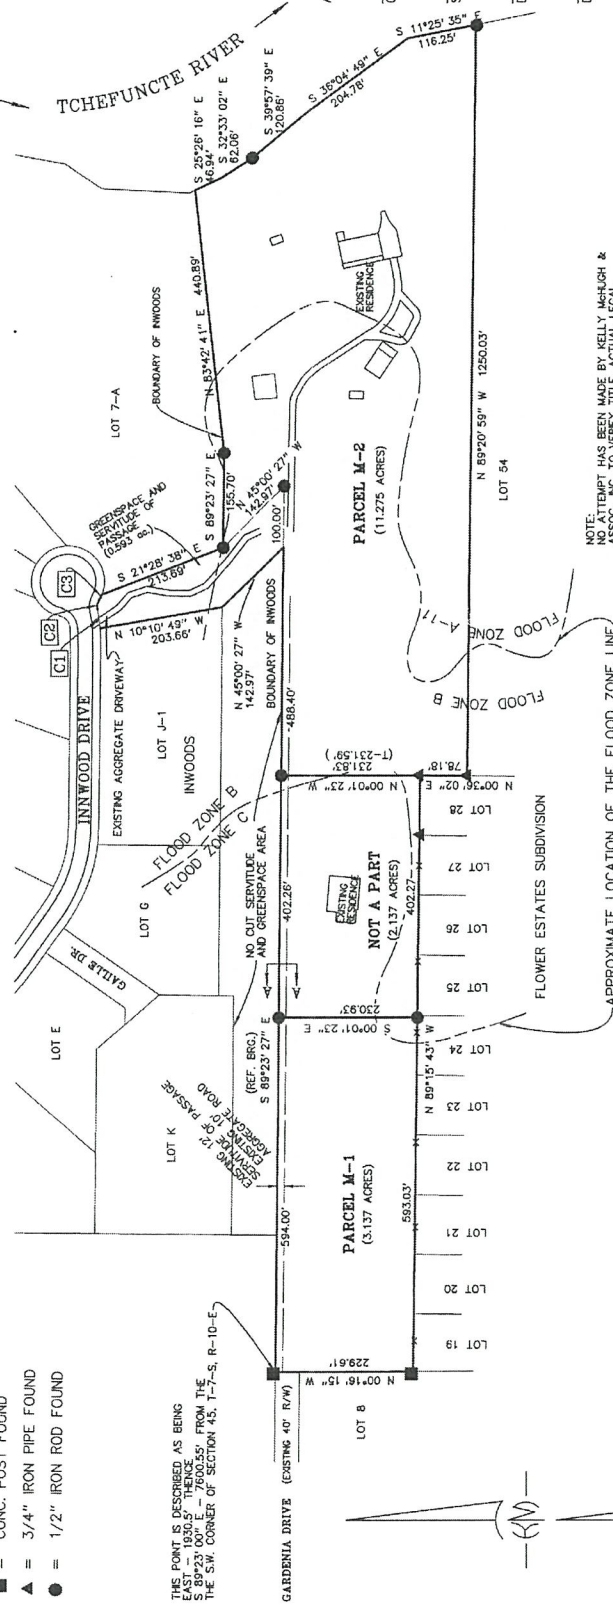 = CONC. POST FOUND
= 3/4" IRON PIPE FOUND
= 1/2" IRON ROD FOUND
THIS POINT IS DESCRIBED AS BEING
EAST - 1930.5' THENCE
S 89°23'00" E - 7600.55' FROM THE
THE S.W. CORNER OF SECTION 45, T-7-S, R-10-E
GARDENIA DRIVE (EXISTING 40' R/W)
LOT 8
N 00°16'15" W
229.61'
594.00'
PARCEL M-1
(3.137 ACRES)
593.03'
N 89°15'43" W
LOT 19
LOT 20
LOT 21
LOT 22
LOT 23
LOT 24
LOT 25
LOT 26
LOT 27
LOT 28
EXISTING 12'
SERVITUDE OF PASSAGE
EXISTING 10'
AGGREGATE ROAD
(REF. BRG.)
S 89°23'27" E
LOT K
LOT E
GAILLE DR.
LOT G
INNWOOD DRIVE
EXISTING AGGREGATE DRIVEWAY
LOT J-1
INWOODS
FLOOD ZONE B
FLOOD ZONE C
NO CUT SERVITUDE
AND GREENSPACE AREA
A
A
402.26'
S 00°01'23" E
230.93'
EXISTING
RESIDENCE
NOT A PART
(2.137 ACRES)
402.27
FLOWER ESTATES SUBDIVISION
APPROXIMATE LOCATION OF THE FLOOD ZONE LINE
N 00°01'23" W
231.83'
(T-231.59')
78.18'
N 00°36'02" E
C1
C2
C3
N 10°10'49" W
203.66'
S 21°28'38" E
213.69'
GREENSPACE AND
SERVITUDE OF
PASSAGE
(0.593 ac.)
N 45°00'27" W
142.97'
BOUNDARY OF INWOODS
488.40'
100.00'
N 45°00'27" W
142.97'
S 89°23'27" E
155.70'
LOT 7-A
BOUNDARY OF INWOODS
N 83°42'41" E 440.89'
TCHEFUNCTE RIVER
S 25°26'16" E
46.94'
S 32°33'02" E
62.06'
S 39°57'39" E
120.86'
S 36°04'49" E
204.78'
S 11°25'35" E
116.25'
EXISTING
RESIDENCE
PARCEL M-2
(11.275 ACRES)
FLOOD ZONE A-11
FLOOD ZONE B
N 89°20'59" W 1250.03'
LOT 54
NOTE:
NO ATTEMPT HAS BEEN MADE BY KELLY McHUGH &
ASSOC. INC. TO VERIFY TITLE, ACTUAL LEGAL